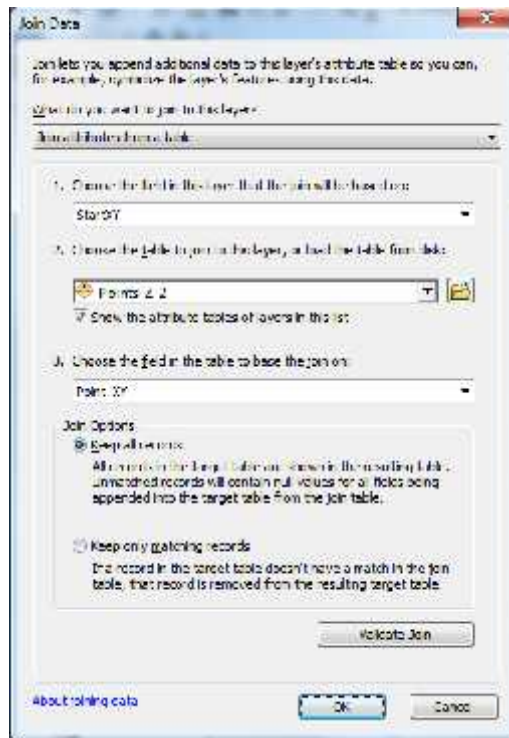 Join Data
Join lets you append additional data to this layer's attribute table so you can,
for example, symbolize the layer's features using this data.
What do you want to join to this layer?
Join attributes from a table
1. Choose the field in this layer that the join will be based on:
StartXY
2. Choose the table to join to this layer, or load the table from disk:
Points Z 2
Show the attribute tables of layers in this list
3. Choose the field in the table to base the join on:
Point XY
Join Options
Keep all records
All records in the target table are shown in the resulting table.
Unmatched records will contain null values for all fields being
appended into the target table from the join table.
Keep only matching records
If a record in the target table doesn't have a match in the join
table, that record is removed from the resulting target table.
Validate Join
About joining data
OK
Cancel